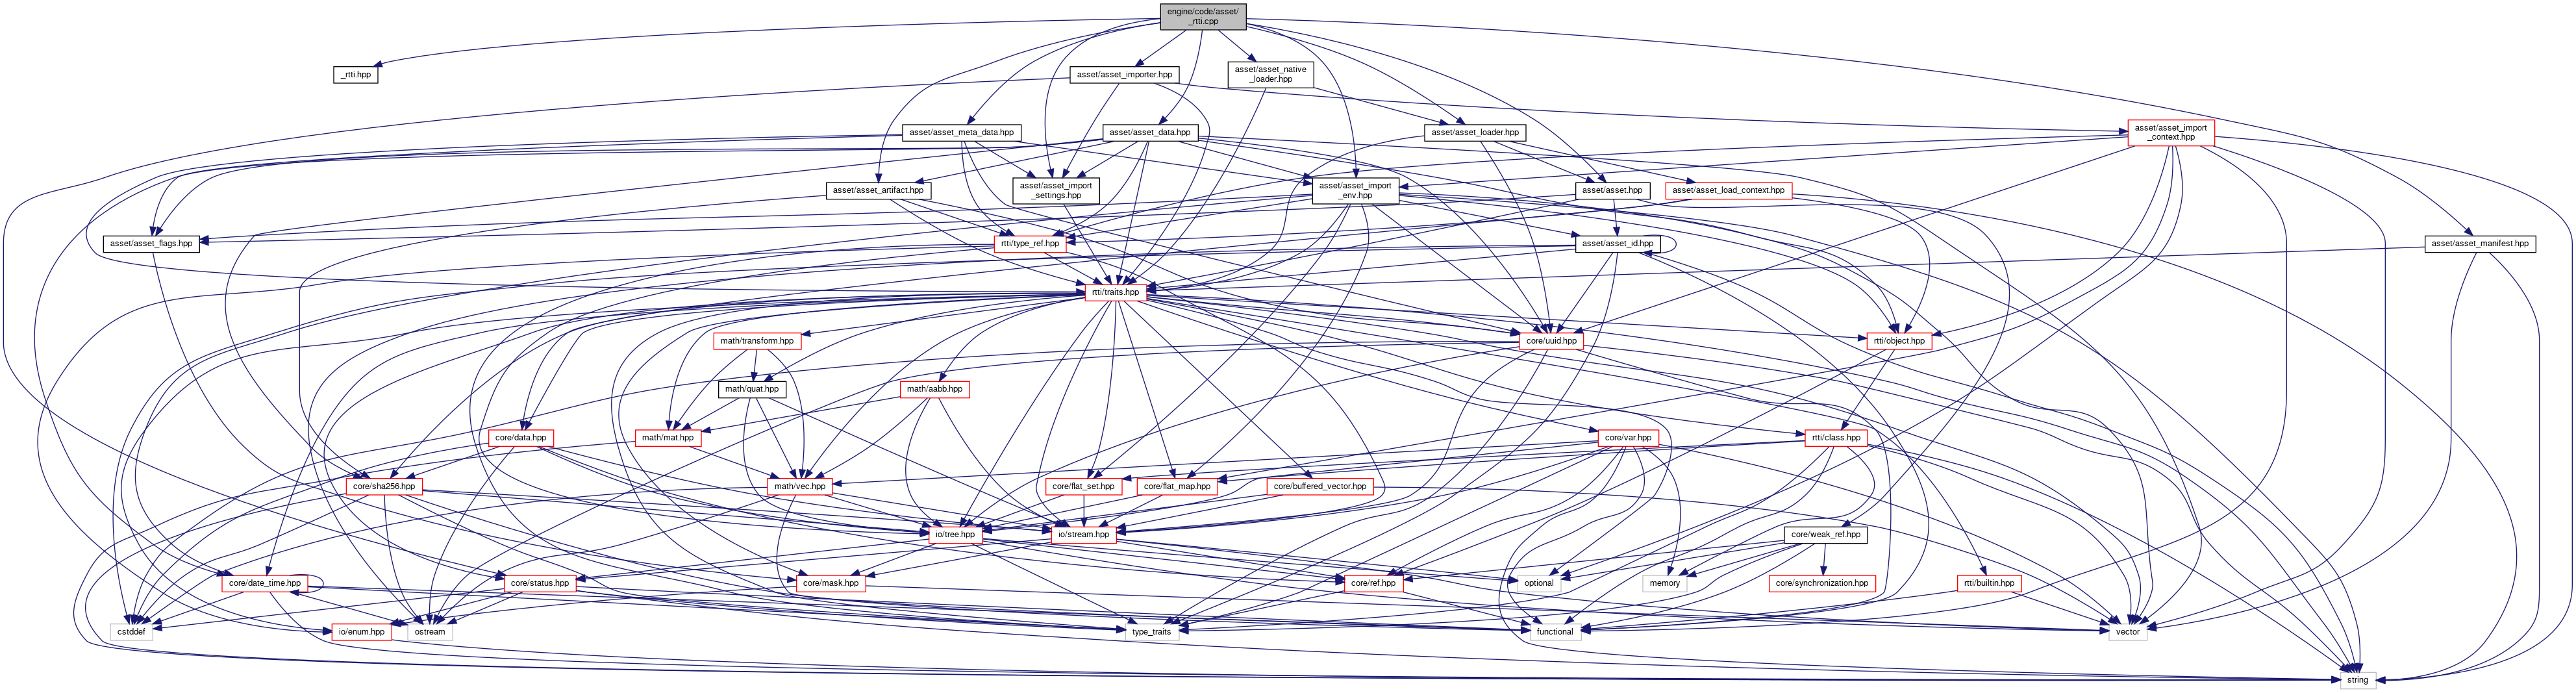 engine/code/asset/
_rtti.cpp
_rtti.hpp
asset/asset_importer.hpp
asset/asset_native
_loader.hpp
asset/asset_meta_data.hpp
asset/asset_data.hpp
asset/asset_loader.hpp
asset/asset_import
_context.hpp
asset/asset_artifact.hpp
asset/asset_import
_settings.hpp
asset/asset_import
_env.hpp
asset/asset.hpp
asset/asset_load_context.hpp
asset/asset_flags.hpp
rtti/type_ref.hpp
asset/asset_id.hpp
asset/asset_manifest.hpp
rtti/traits.hpp
math/transform.hpp
core/uuid.hpp
rtti/object.hpp
math/quat.hpp
math/aabb.hpp
core/data.hpp
math/mat.hpp
core/var.hpp
rtti/class.hpp
core/sha256.hpp
math/vec.hpp
core/flat_set.hpp
core/flat_map.hpp
core/buffered_vector.hpp
io/tree.hpp
io/stream.hpp
core/weak_ref.hpp
core/date_time.hpp
core/status.hpp
core/mask.hpp
core/ref.hpp
optional
memory
core/synchronization.hpp
rtti/builtin.hpp
cstddef
io/enum.hpp
ostream
type_traits
functional
vector
string